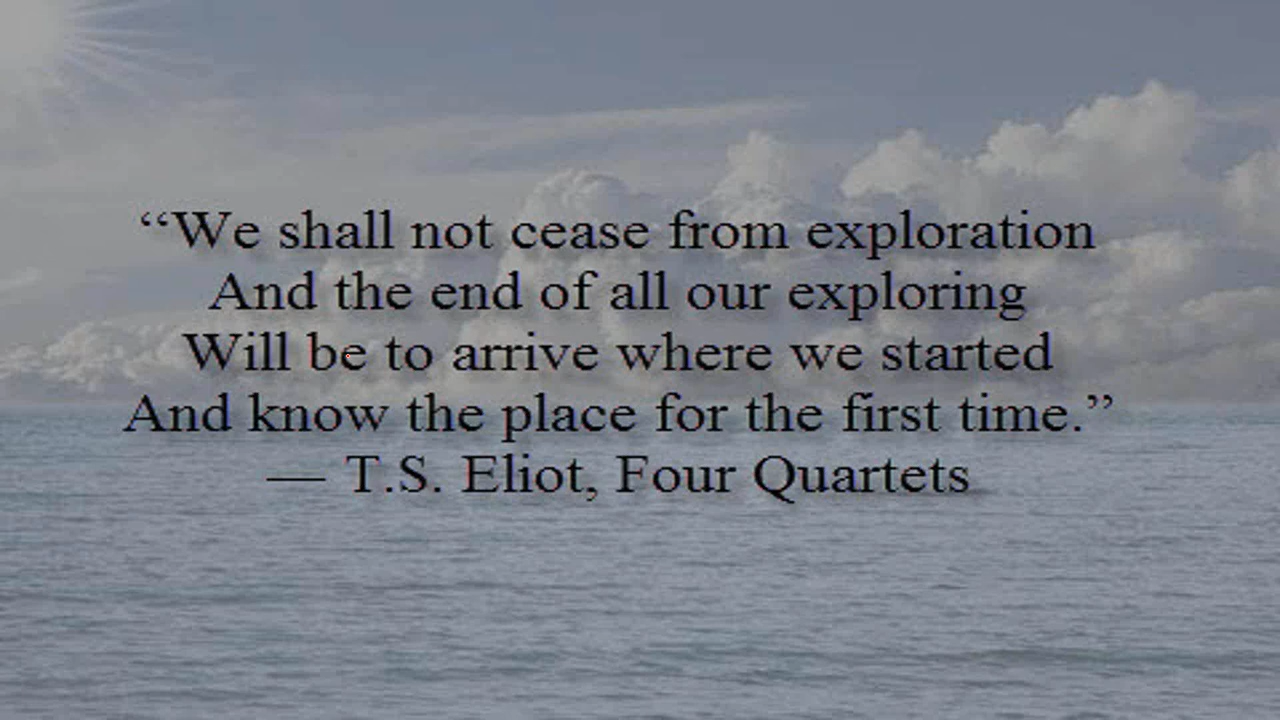 “We shall not cease from exploration
And the end of all our exploring
Will be to arrive where we started
And know the place for the first time.”
— T.S. Eliot, Four Quartets